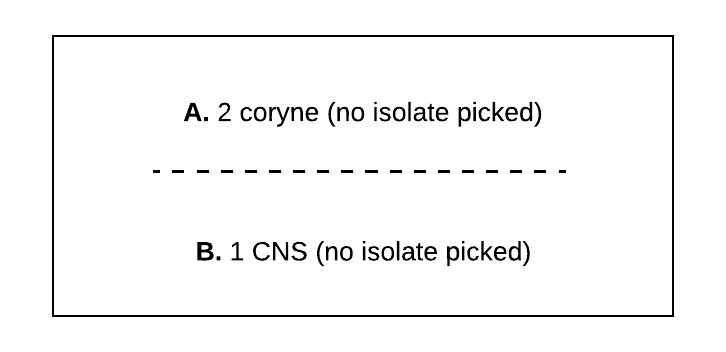 A. 2 coryne (no isolate picked)
B. 1 CNS (no isolate picked)